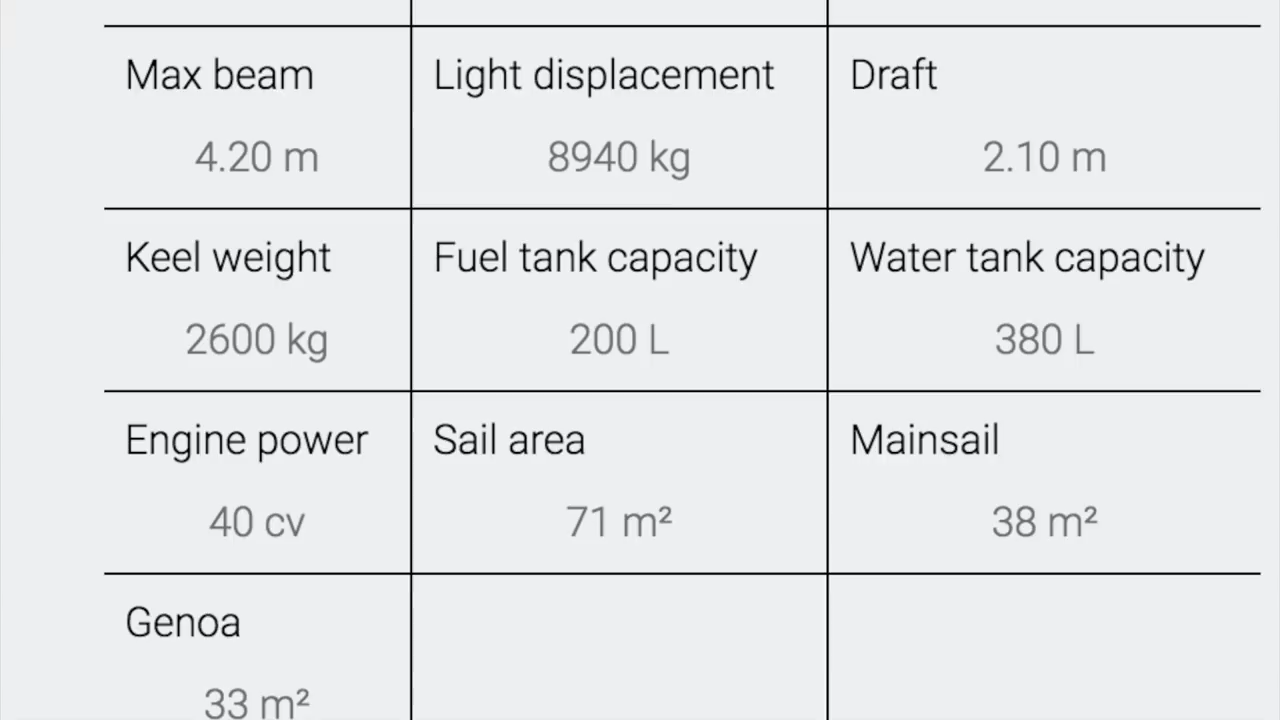 Max beam
Light displacement
Draft
4.20 m
8940 kg
2.10 m
Keel weight
Fuel tank capacity
Water tank capacity
2600 kg
200 L
380 L
Engine power
Sail area
Mainsail
40 cv
71 m²
38 m²
Genoa
33 m²